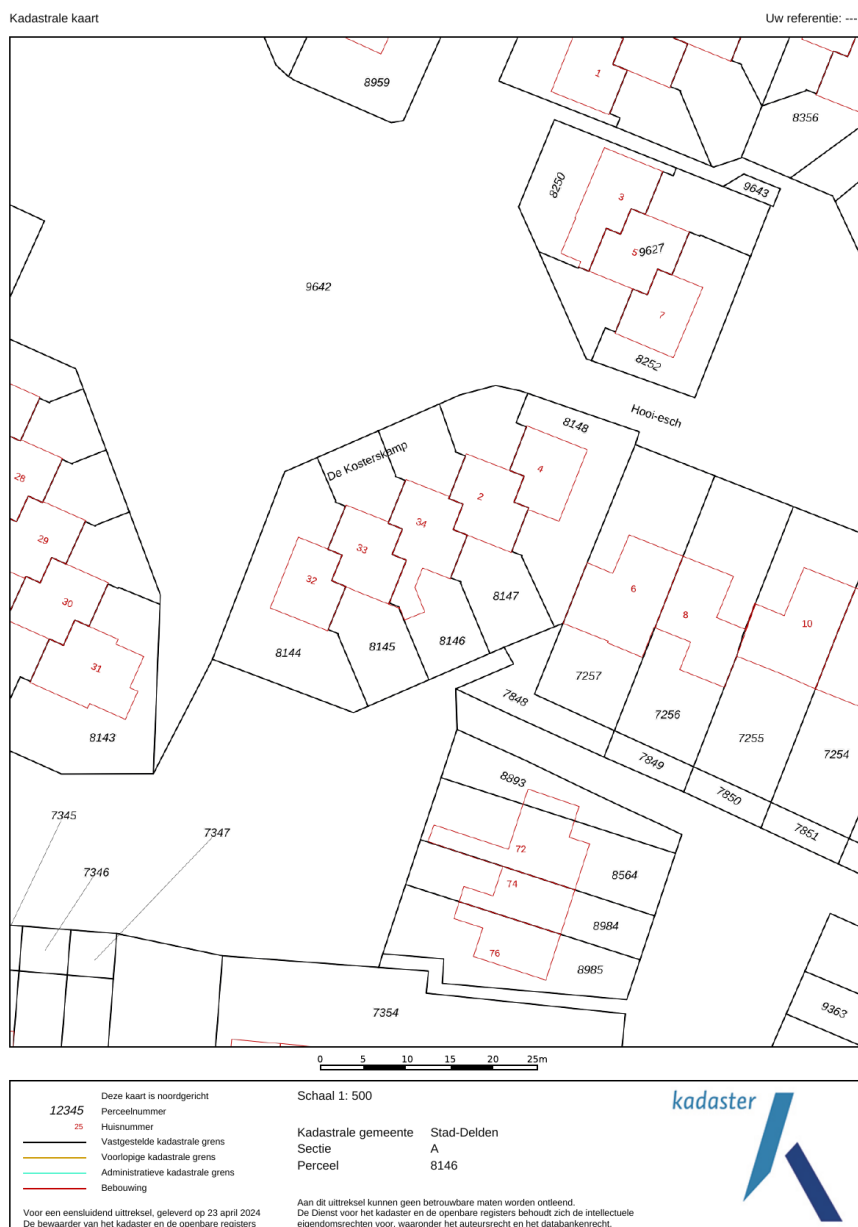 Kadastrale kaart
Uw referentie: ---
8959
1
8356
8250
3
9643
5
9627
9642
7
8252
Hooi-esch
8148
De Kosterskamp
4
28
34
2
29
33
32
6
30
8
10
8147
31
8144
8145
8146
7257
7848
7256
8143
7255
7254
7849
8893
7850
7345
7347
7851
72
7346
8564
74
8984
76
8985
7354
9363
0 5 10 15 20 25m
Deze kaart is noordgericht
12345 Perceelnummer
25 Huisnummer
Vastgestelde kadastrale grens
Voorlopige kadastrale grens
Administratieve kadastrale grens
Bebouwing
Voor een eensluidend uittreksel, geleverd op 23 april 2024
De bewaarder van het kadaster en de openbare registers
Schaal 1: 500
Kadastrale gemeente Stad-Delden
Sectie A
Perceel 8146
Aan dit uittreksel kunnen geen betrouwbare maten worden ontleend.
De Dienst voor het kadaster en de openbare registers behoudt zich de intellectuele
eigendomsrechten voor, waaronder het auteursrecht en het databankenrecht.
kadaster